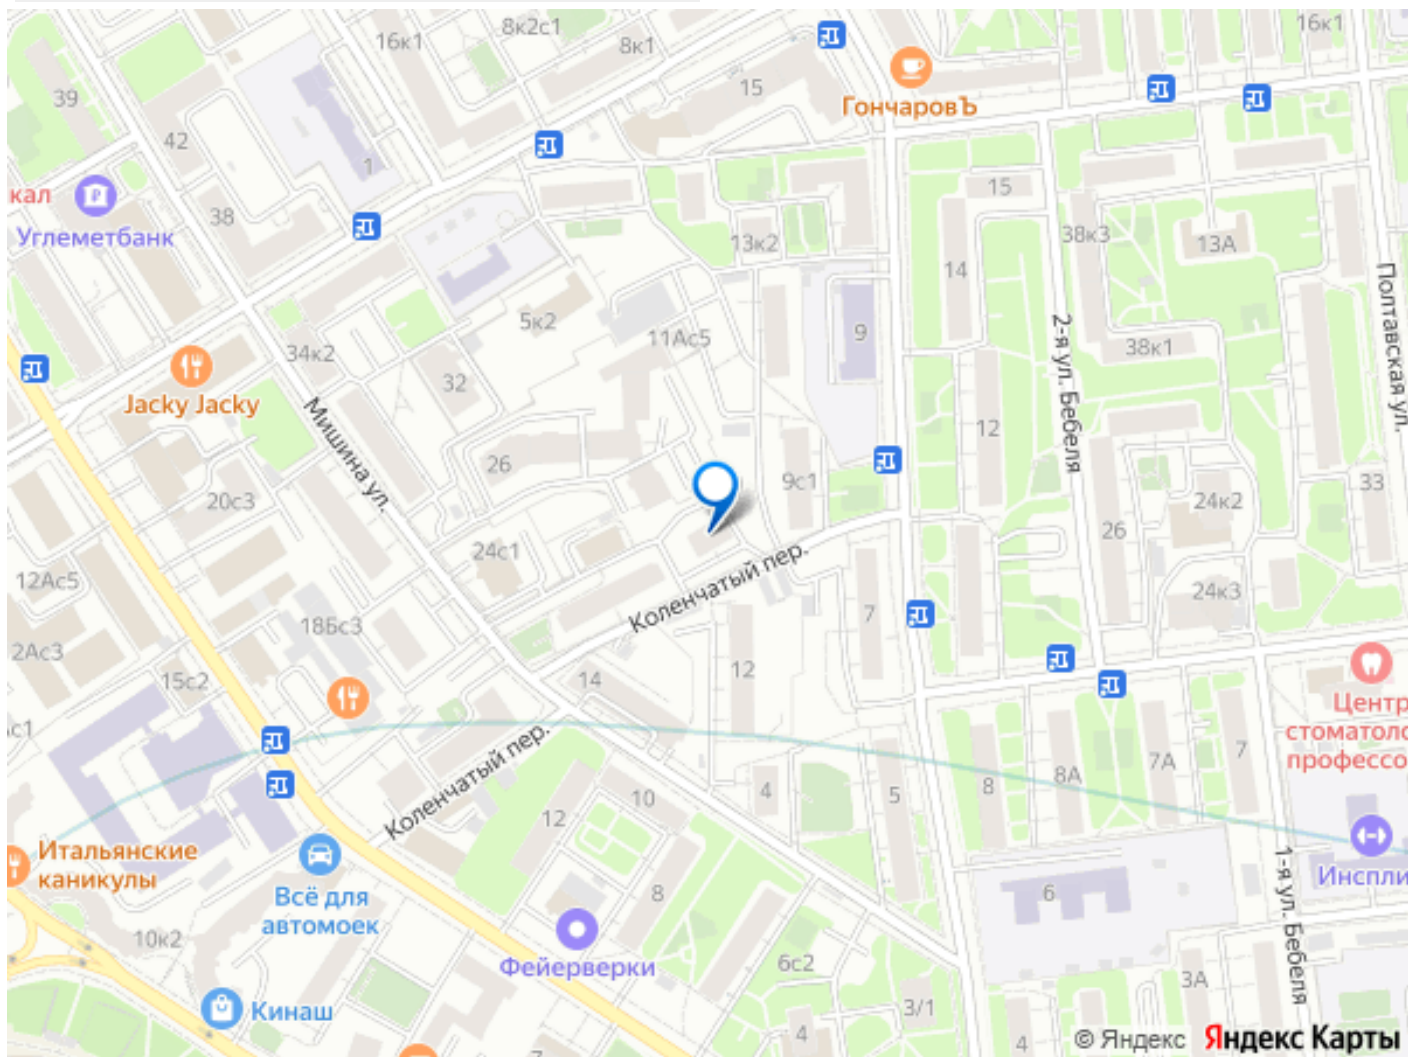 16к1
8к2с1
8к1
16к1
39
15
ГончаровЪ
42
1
кал
Углеметбанк
38
15
13к2
38к3
13А
14
Полтавская ул.
5к2
11Ас5
9
2-я ул. Бебеля
38к1
34к2
32
Jacky Jacky
Мишина ул.
12
26
9с1
20с3
33
24к2
26
24с1
12Ас5
Коленчатый пер.
24к3
18Бс3
7
2Ас3
15с2
14
12
Центр
стоматоло
профессо
с1
Коленчатый пер.
4
10
5
8
8А
7А
7
12
Итальянские
каникулы
Всё для
автомоек
8
6
1-я ул. Бебеля
Инспли
10к2
Фейерверки
6с2
3А
Кинаш
3/1
4
4
7
© Яндекс Яндекс Карты